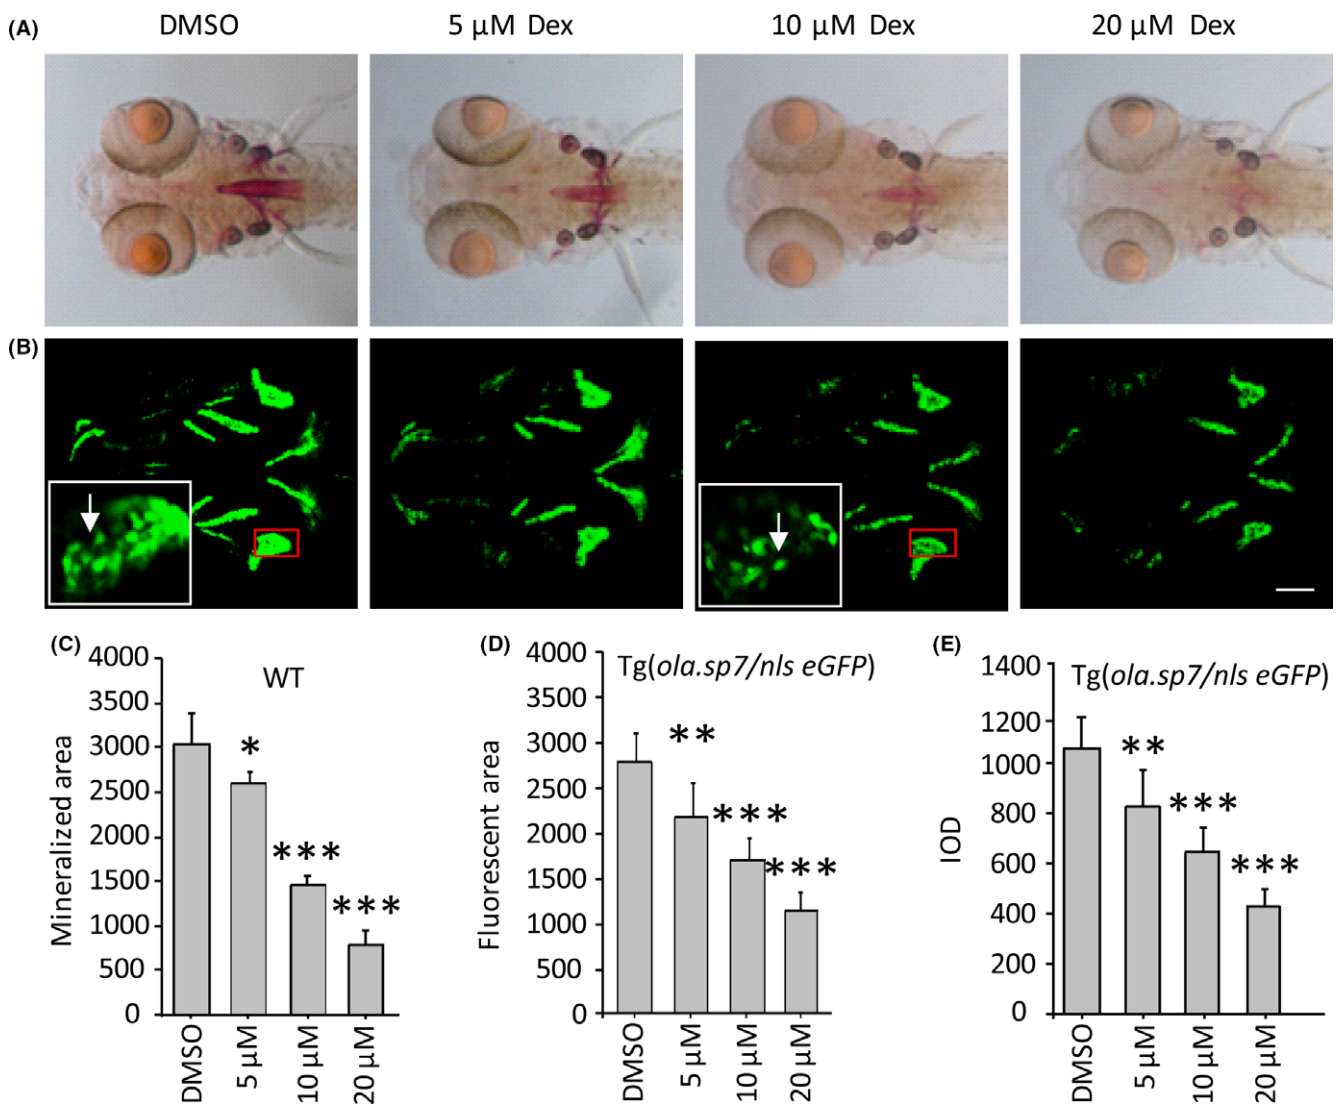 (A) DMSO 5 µM Dex 10 µM Dex 20 µM Dex
(B)
(C)
WT
Mineralized area
4000
3500
3000
2500
2000
1500
1000
500
0
*
***
***
DMSO
5 µM
10 µM
20 µM
(D)
Tg(ola.sp7/nls eGFP)
Fluorescent area
4000
3500
3000
2500
2000
1500
1000
500
0
**
***
***
DMSO
5 µM
10 µM
20 µM
(E)
Tg(ola.sp7/nls eGFP)
IOD
1400
1200
1000
800
600
400
200
0
**
***
***
DMSO
5 µM
10 µM
20 µM